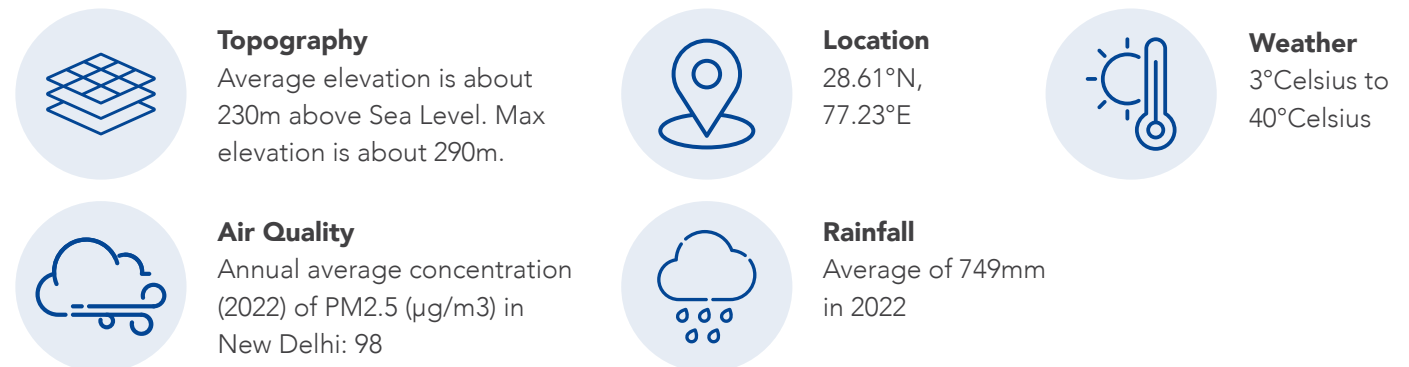 Topography
Average elevation is about
230m above Sea Level. Max
elevation is about 290m.
Location
28.61°N,
77.23°E
Weather
3°Celsius to
40°Celsius
Air Quality
Annual average concentration
(2022) of PM2.5 (µg/m3) in
New Delhi: 98
Rainfall
Average of 749mm
in 2022